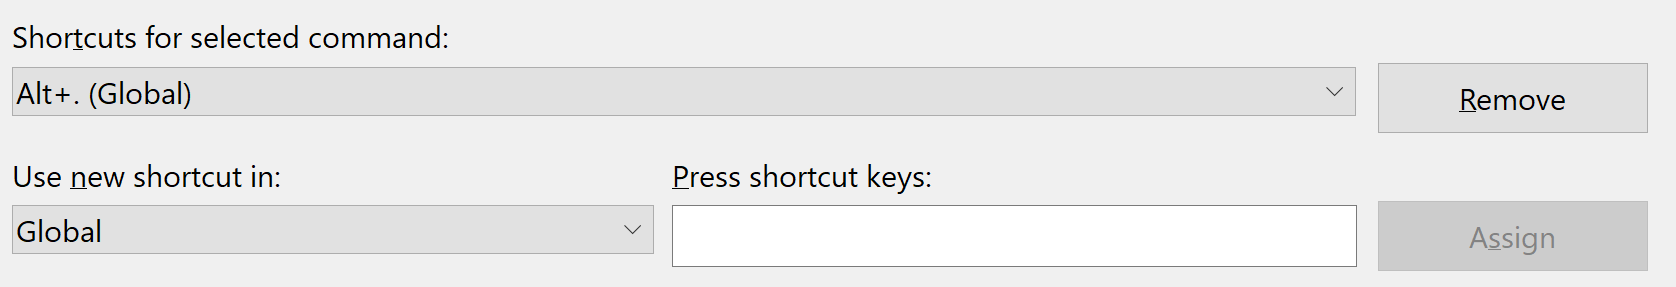 Shortcuts for selected command:
Alt+. (Global)
Remove
Use new shortcut in:
Press shortcut keys:
Global
Assign